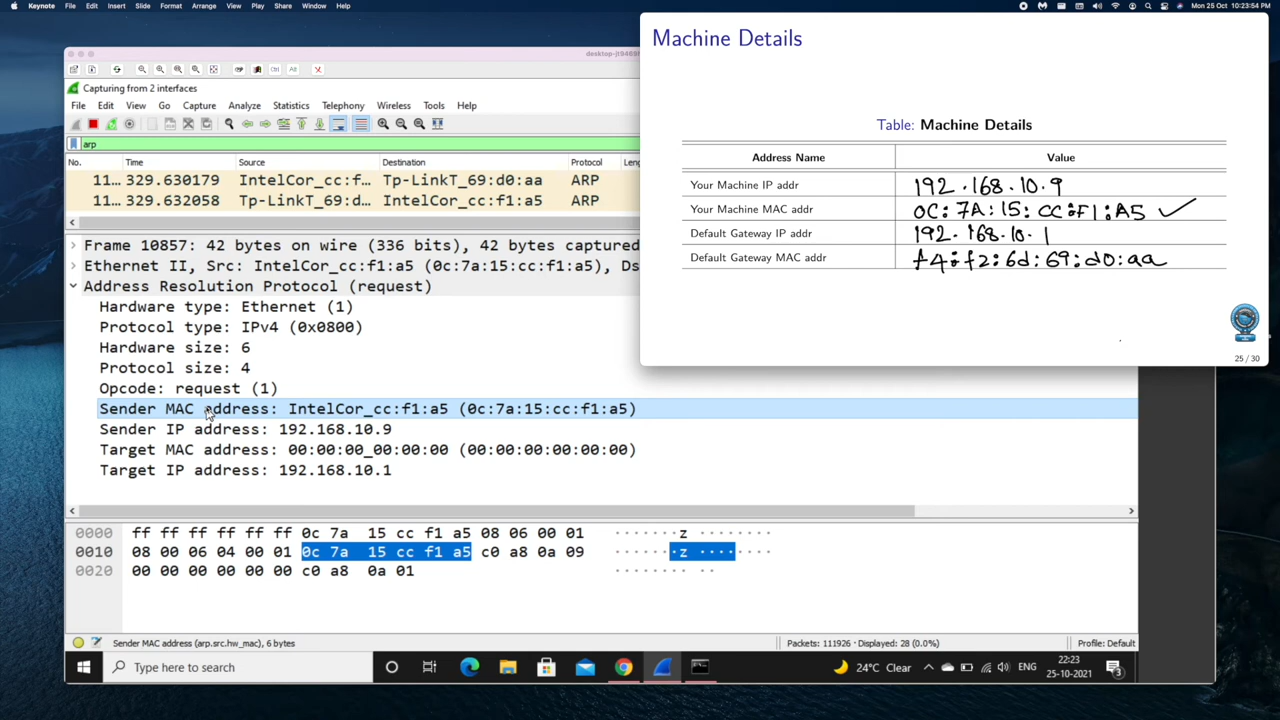 Keynote File Edit Insert Slide Format Arrange View Play Share Window Help Mon 25 Oct 10:23:54 PM
Machine Details
Table: Machine Details
Address Name Value
Your Machine IP addr 192.168.10.9
Your Machine MAC addr 0C:7A:15:CC:F1:A5 ✓
Default Gateway IP addr 192.168.10.1
Default Gateway MAC addr f4:f2:6d:69:d0:aa
25 / 30
Capturing from 2 interfaces
File Edit View Go Capture Analyze Statistics Telephony Wireless Tools Help
arp
No. Time Source Destination Protocol
11… 329.630179 IntelCor_cc:f… Tp-LinkT_69:d0:aa ARP
11… 329.632058 Tp-LinkT_69:d… IntelCor_cc:f1:a5 ARP
Frame 10857: 42 bytes on wire (336 bits), 42 bytes captured
Ethernet II, Src: IntelCor_cc:f1:a5 (0c:7a:15:cc:f1:a5), Ds
Address Resolution Protocol (request)
Hardware type: Ethernet (1)
Protocol type: IPv4 (0x0800)
Hardware size: 6
Protocol size: 4
Opcode: request (1)
Sender MAC address: IntelCor_cc:f1:a5 (0c:7a:15:cc:f1:a5)
Sender IP address: 192.168.10.9
Target MAC address: 00:00:00_00:00:00 (00:00:00:00:00:00)
Target IP address: 192.168.10.1
0000 ff ff ff ff ff ff 0c 7a 15 cc f1 a5 08 06 00 01 ·······z ········
0010 08 00 06 04 00 01 0c 7a 15 cc f1 a5 c0 a8 0a 09 ·······z ········
0020 00 00 00 00 00 00 c0 a8 0a 01 ········ ··
Sender MAC address (arp.src.hw_mac), 6 bytes Packets: 111926 · Displayed: 28 (0.0%) Profile: Default
Type here to search 24°C Clear ENG 22:23
25-10-2021
3